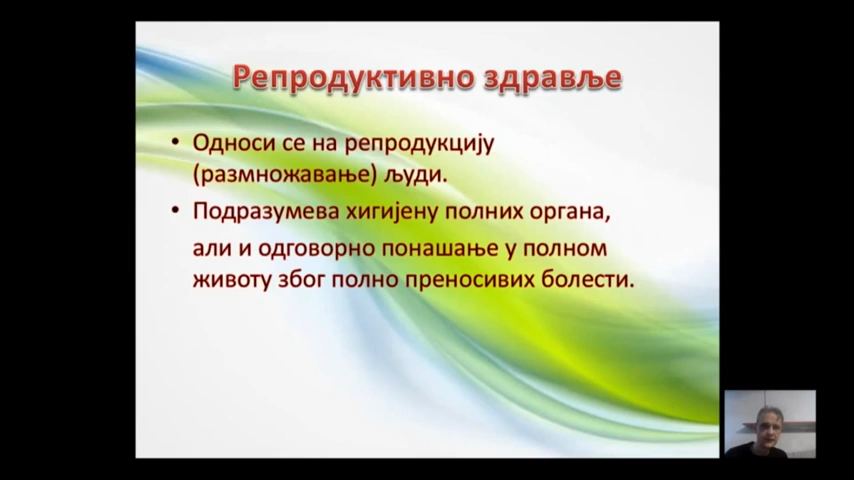 Репродуктивно здравље
• Односи се на репродукцију
(размножавање) људи.
• Подразумева хигијену полних органа,
али и одговорно понашање у полном
животу због полно преносивих болести.